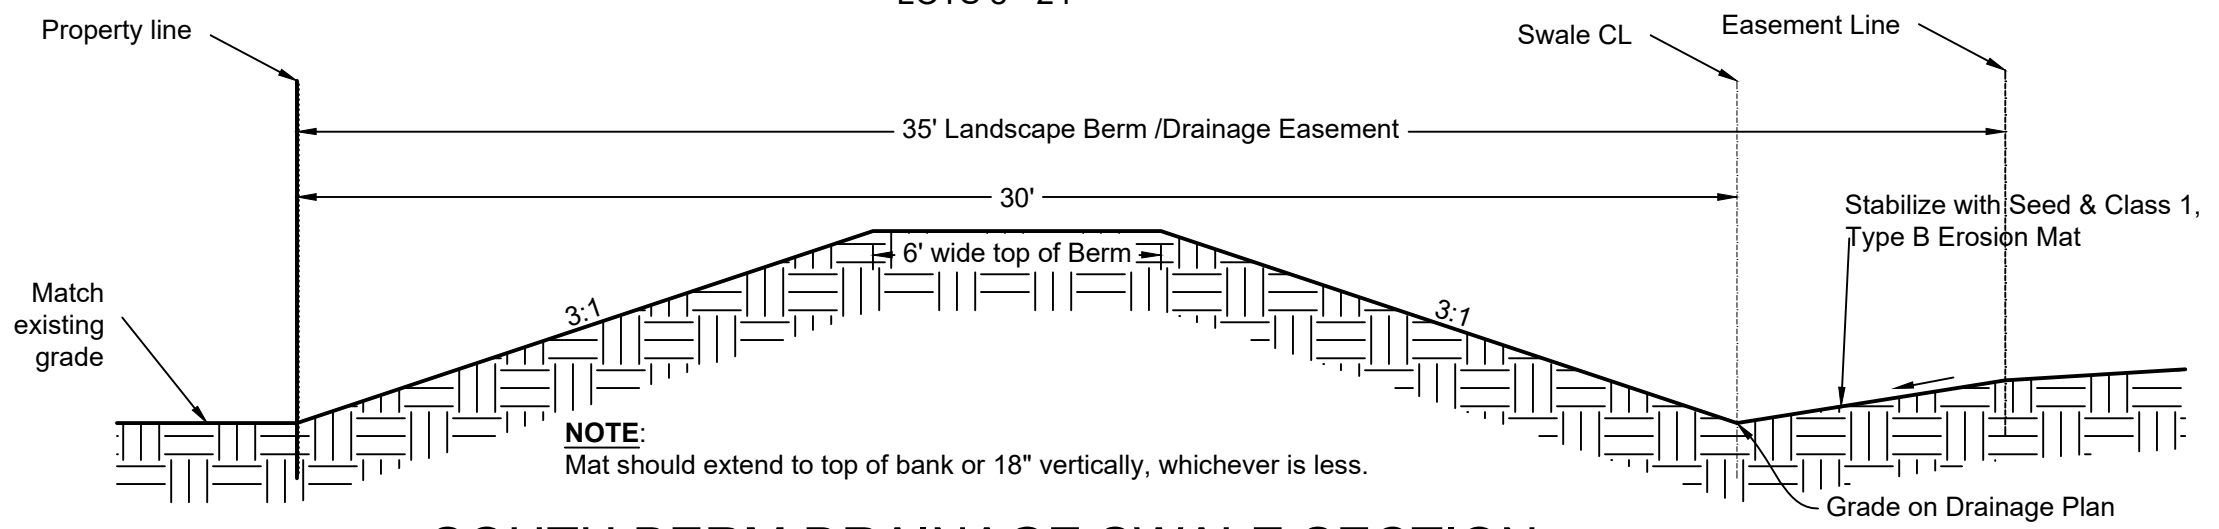 Property line
Swale CL
Easement Line
35' Landscape Berm /Drainage Easement
30'
Stabilize with Seed & Class 1,
Type B Erosion Mat
6' wide top of Berm
Match
existing
grade
3:1
3:1
NOTE:
Mat should extend to top of bank or 18" vertically, whichever is less.
Grade on Drainage Plan
SOUTH BERM DRAINAGE SWALE SECTION